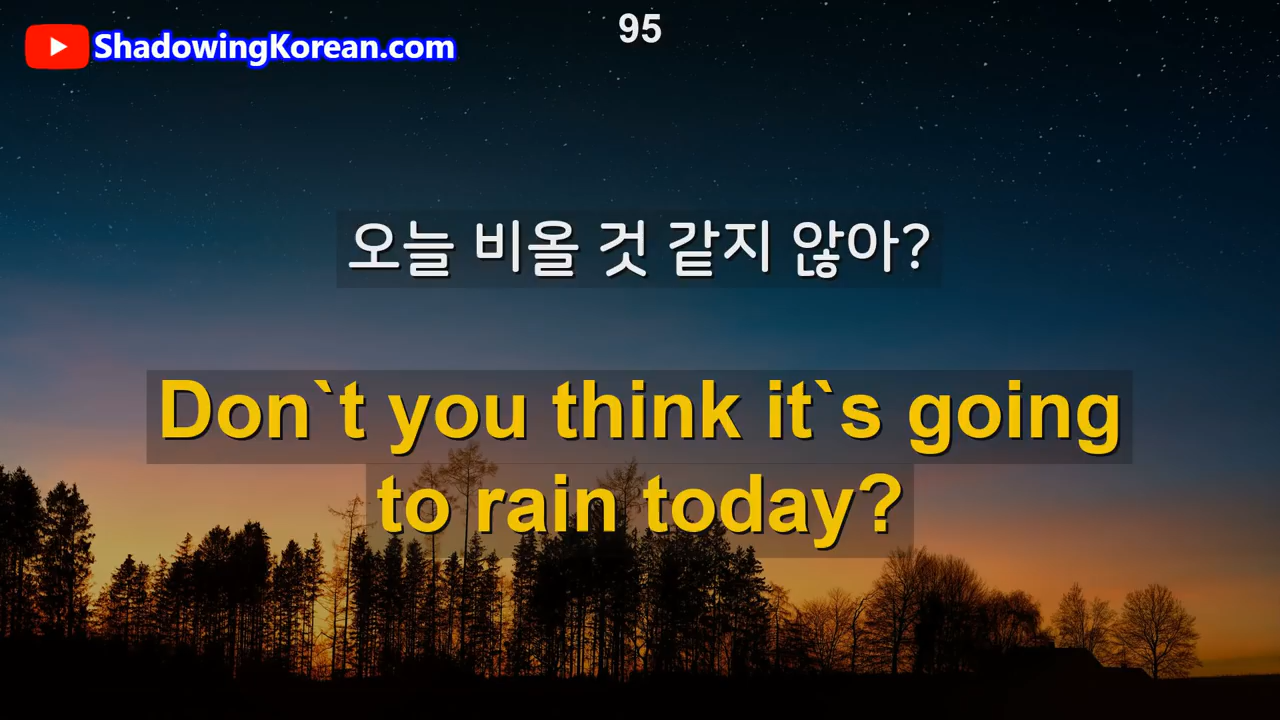 95
ShadowingKorean.com
오늘 비올 것 같지 않아?
Don`t you think it`s going
to rain today?